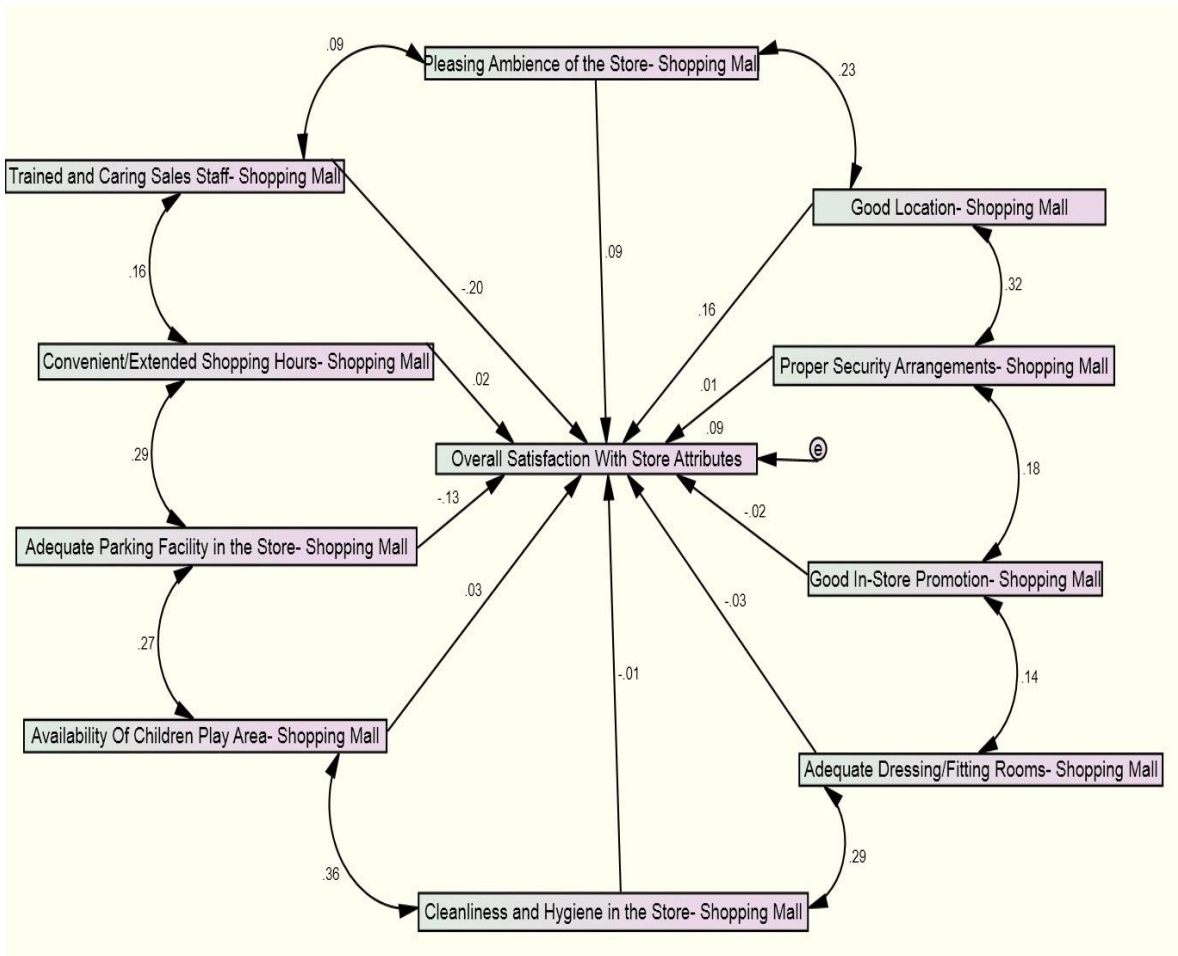 .09
Pleasing Ambience of the Store- Shopping Mall
.23
Trained and Caring Sales Staff- Shopping Mall
Good Location- Shopping Mall
.16
-.20
.09
.16
.32
Convenient/Extended Shopping Hours- Shopping Mall
Proper Security Arrangements- Shopping Mall
.02
.01
.09
.29
Overall Satisfaction With Store Attributes
e
.18
-.13
-.02
Adequate Parking Facility in the Store- Shopping Mall
Good In-Store Promotion- Shopping Mall
.03
-.03
.27
-.01
.14
Availability Of Children Play Area- Shopping Mall
Adequate Dressing/Fitting Rooms- Shopping Mall
.36
.29
Cleanliness and Hygiene in the Store- Shopping Mall